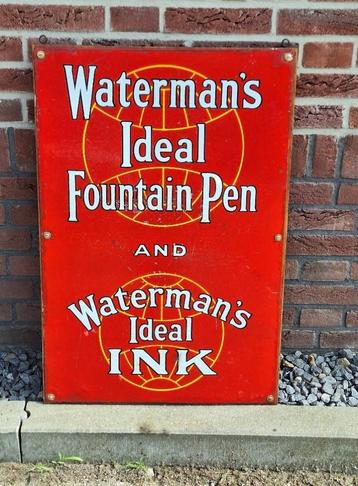 Waterman's
Ideal
Fountain Pen
AND
Waterman's
Ideal
INK